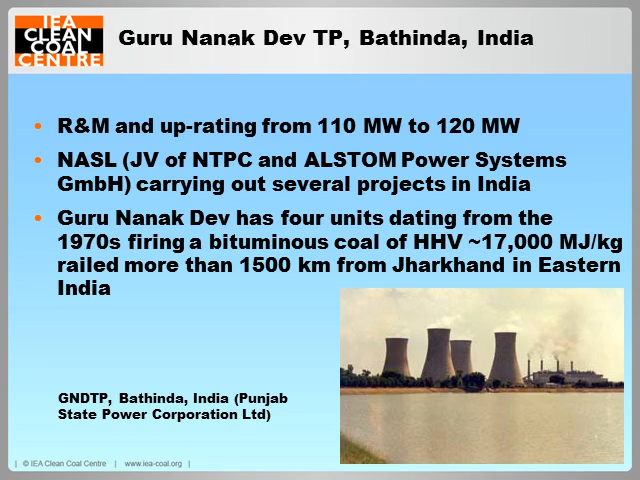 IEA
CLEAN
COAL
CENTRE
Guru Nanak Dev TP, Bathinda, India
• R&M and up-rating from 110 MW to 120 MW
• NASL (JV of NTPC and ALSTOM Power Systems
GmbH) carrying out several projects in India
• Guru Nanak Dev has four units dating from the
1970s firing a bituminous coal of HHV ~17,000 MJ/kg
railed more than 1500 km from Jharkhand in Eastern
India
GNDTP, Bathinda, India (Punjab
State Power Corporation Ltd)
| © IEA Clean Coal Centre | www.iea-coal.org |